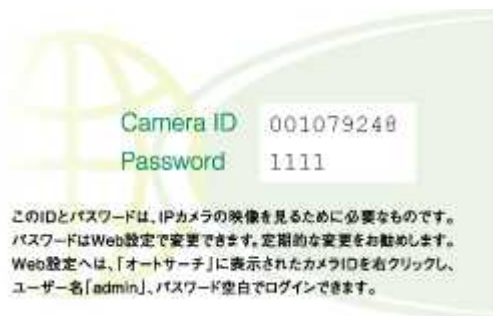 Camera ID 001079248
Password 1111
このIDとパスワードは、IPカメラの映像を見るために必要なものです。
パスワードはWeb設定で変更できます。定期的な変更をお勧めします。
Web設定へは、「オートサーチ」に表示されたカメラIDを右クリックし、
ユーザー名「admin」、パスワード空白でログインできます。